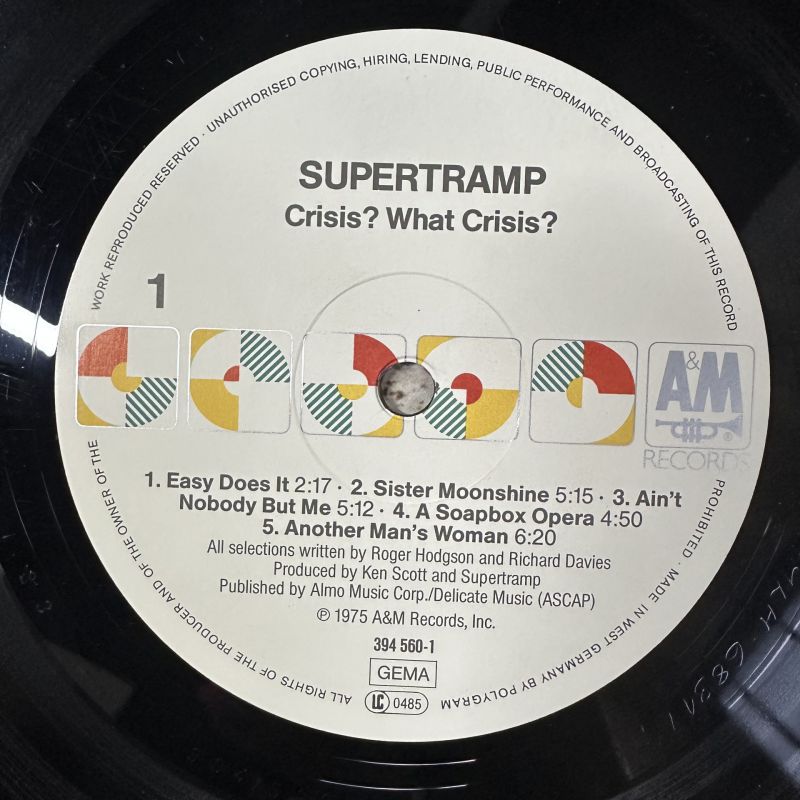 WORK REPRODUCED RESERVED · UNAUTHORISED COPYING, HIRING, LENDING, PUBLIC PERFORMANCE AND BROADCASTING OF THIS RECORD
SUPERTRAMP
Crisis? What Crisis?
1
A&M
®
RECORDS
1. Easy Does It 2:17 · 2. Sister Moonshine 5:15 · 3. Ain't
Nobody But Me 5:12 · 4. A Soapbox Opera 4:50
5. Another Man's Woman 6:20
All selections written by Roger Hodgson and Richard Davies
Produced by Ken Scott and Supertramp
Published by Almo Music Corp./Delicate Music (ASCAP)
℗ 1975 A&M Records, Inc.
394 560-1
GEMA
LC 0485
PROHIBITED · MADE IN WEST GERMANY BY POLYGRAM
ALL RIGHTS OF THE PRODUCER AND OF THE OWNER OF THE